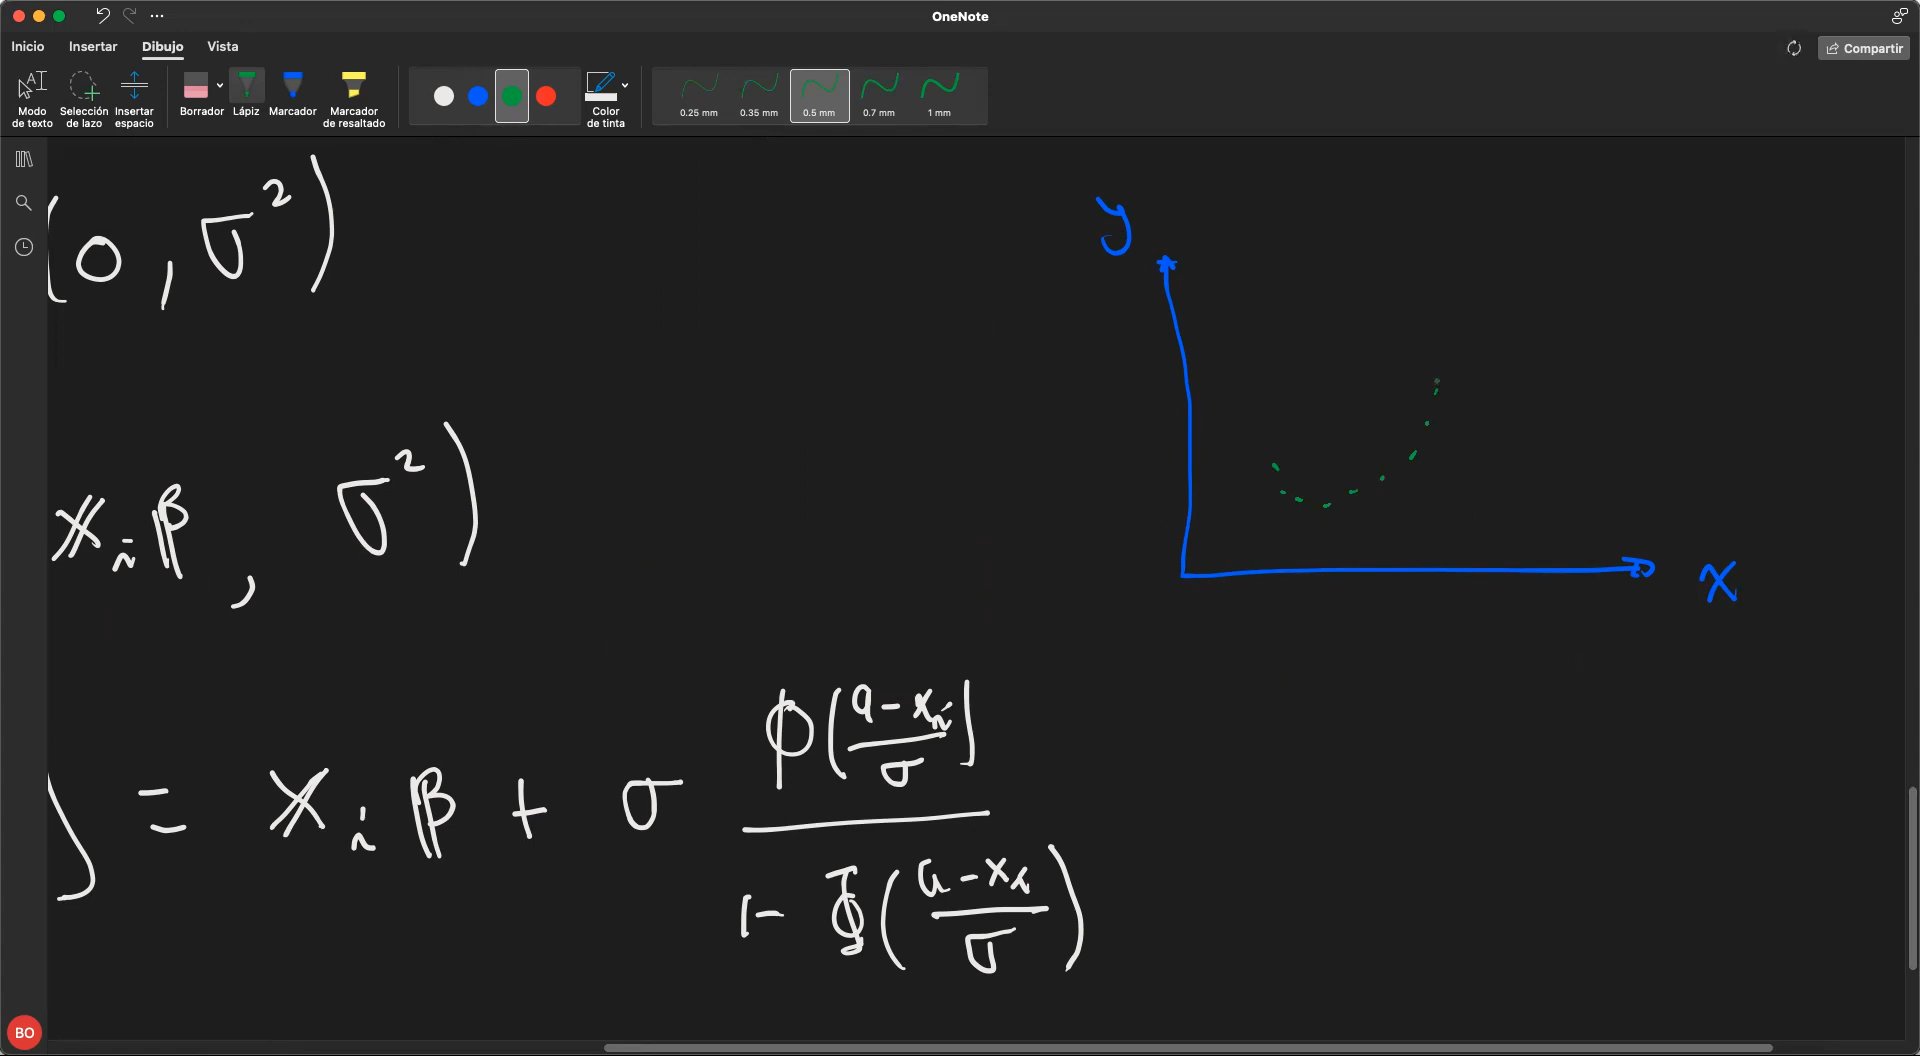 OneNote
Inicio Insertar Dibujo Vista
Compartir
Modo de texto
Selección de lazo
Insertar espacio
Borrador
Lápiz
Marcador
Marcador de resaltado
Color de tinta
0.25 mm
0.35 mm
0.5 mm
0.7 mm
1 mm
(0, σ²)
y
x
𝕏ᵢβ, σ²)
] = 𝕏ᵢβ + σ ϕ((a - xᵢ)/σ) / (1 - Φ((a - xᵢ)/σ))
BO